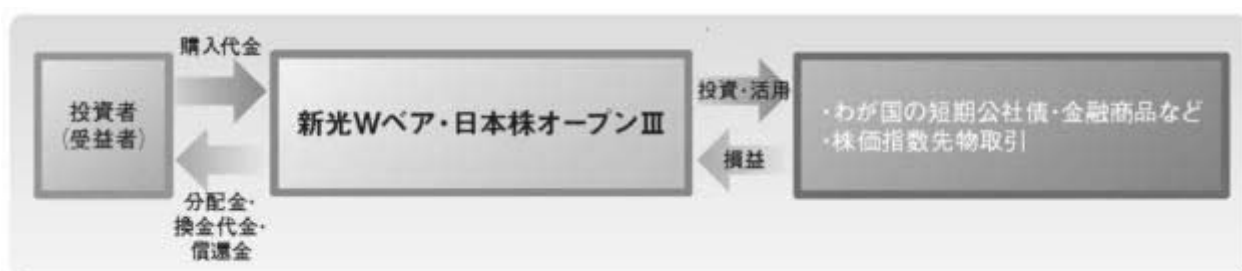 購入代金
投資者
(受益者)
分配金・
換金代金・
償還金
新光Wベア・日本株オープンⅢ
投資・活用
損益
・わが国の短期公社債・金融商品など
・株価指数先物取引